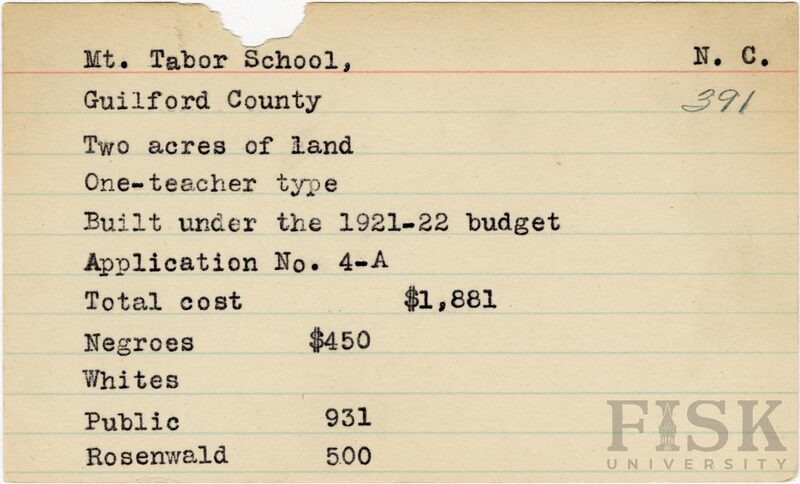 Mt. Tabor School, N. C.
Guilford County 391
Two acres of land
One-teacher type
Built under the 1921-22 budget
Application No. 4-A
Total cost $1,881
Negroes $450
Whites
Public 931
Rosenwald 500
FISK
UNIVERSITY